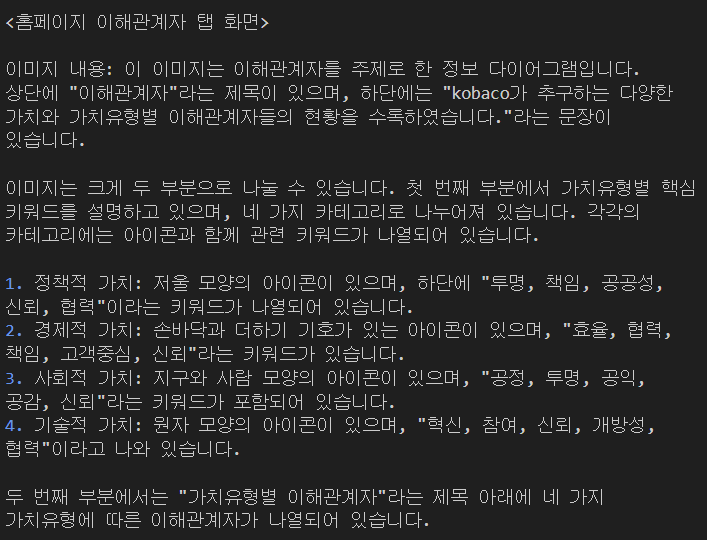 <홈페이지 이해관계자 탭 화면>
이미지 내용: 이 이미지는 이해관계자를 주제로 한 정보 다이어그램입니다.
상단에 "이해관계자"라는 제목이 있으며, 하단에는 "kobaco가 추구하는 다양한
가치와 가치유형별 이해관계자들의 현황을 수록하였습니다."라는 문장이
있습니다.
이미지는 크게 두 부분으로 나눌 수 있습니다. 첫 번째 부분에서 가치유형별 핵심
키워드를 설명하고 있으며, 네 가지 카테고리로 나누어져 있습니다. 각각의
카테고리에는 아이콘과 함께 관련 키워드가 나열되어 있습니다.
1. 정책적 가치: 저울 모양의 아이콘이 있으며, 하단에 "투명, 책임, 공공성,
신뢰, 협력"이라는 키워드가 나열되어 있습니다.
2. 경제적 가치: 손바닥과 더하기 기호가 있는 아이콘이 있으며, "효율, 협력,
책임, 고객중심, 신뢰"라는 키워드가 있습니다.
3. 사회적 가치: 지구와 사람 모양의 아이콘이 있으며, "공정, 투명, 공익,
공감, 신뢰"라는 키워드가 포함되어 있습니다.
4. 기술적 가치: 원자 모양의 아이콘이 있으며, "혁신, 참여, 신뢰, 개방성,
협력"이라고 나와 있습니다.
두 번째 부분에서는 "가치유형별 이해관계자"라는 제목 아래에 네 가지
가치유형에 따른 이해관계자가 나열되어 있습니다.